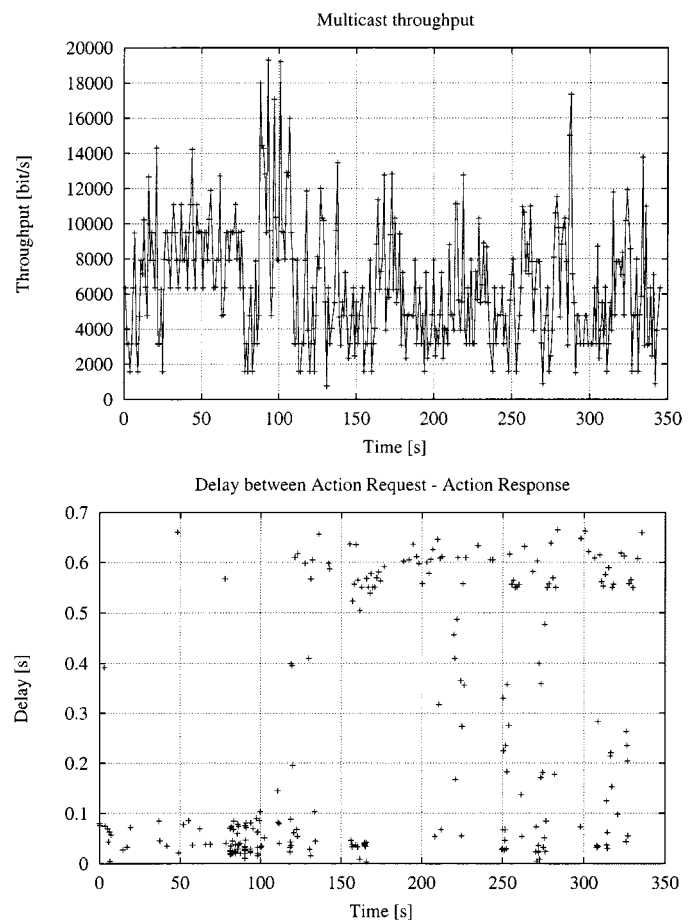 Multicast throughput
20000
18000
16000
14000
12000
10000
8000
6000
4000
2000
0
Throughput [bit/s]
0 50 100 150 200 250 300 350
Time [s]
Delay between Action Request - Action Response
0.7
0.6
0.5
0.4
0.3
0.2
0.1
0
Delay [s]
0 50 100 150 200 250 300 350
Time [s]